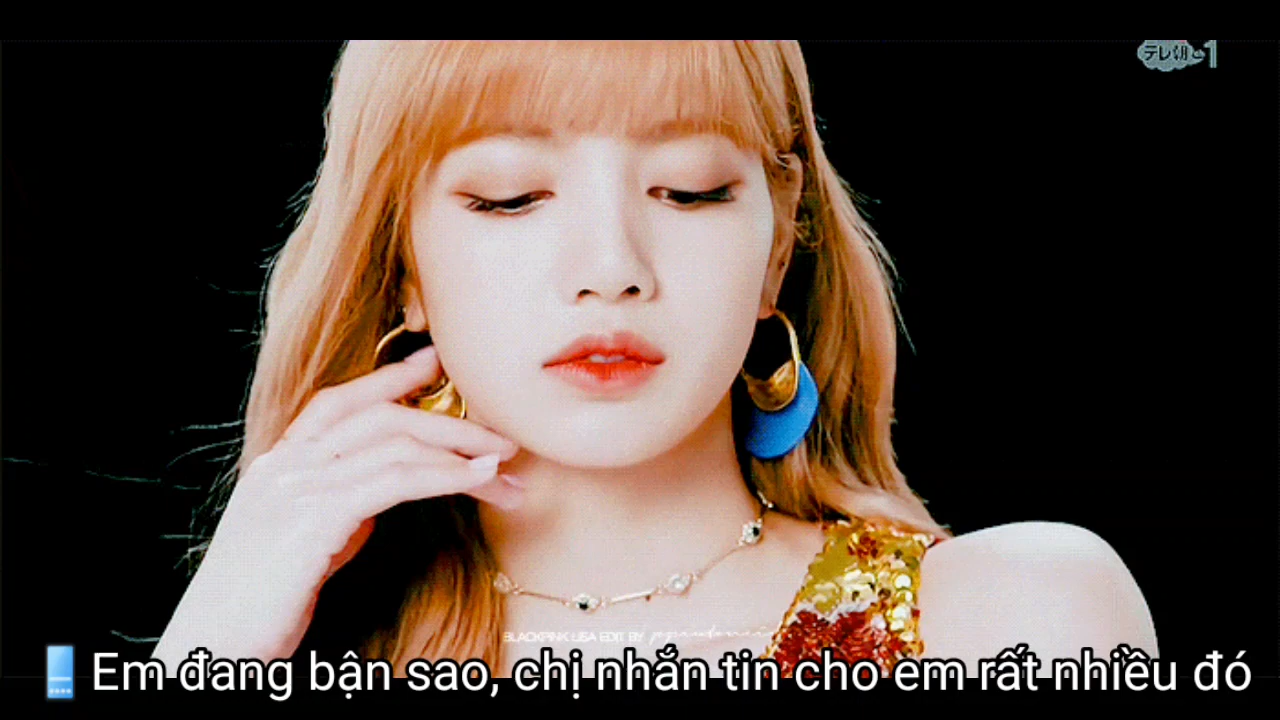 テレ朝 1
BLACKPINK LISA EDIT BY
Em đang bận sao, chị nhắn tin cho em rất nhiều đó